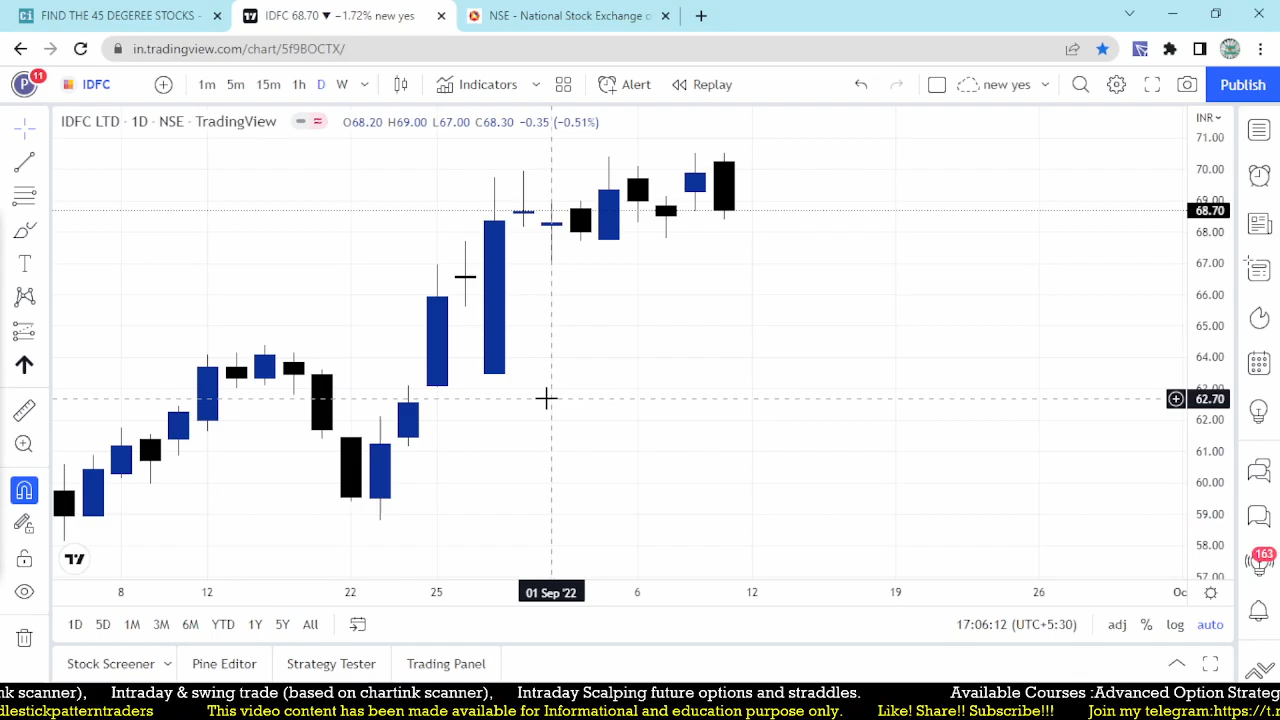 FIND THE 45 DEGEREE STOCKS -
IDFC 68.70 ▼ −1.72% new yes
NSE - National Stock Exchange o
in.tradingview.com/chart/5f9BOCTX/
P
11
IDFC
1m 5m 15m 1h D W
Indicators
Alert
Replay
new yes
Publish
IDFC LTD · 1D · NSE · TradingView
O68.20 H69.00 L67.00 C68.30 −0.35 (−0.51%)
INR
71.00
70.00
69.00
68.70
68.00
67.00
66.00
65.00
64.00
63.00
62.70
62.00
61.00
60.00
59.00
58.00
57.00
8 12 22 25 01 Sep '22 6 12 19 26 Oc
163
1D 5D 1M 3M 6M YTD 1Y 5Y All
17:06:12 (UTC+5:30)
adj % log auto
Stock Screener
Pine Editor
Strategy Tester
Trading Panel
nk scanner), Intraday & swing trade (based on chartink scanner), Intraday Scalping future options and straddles. Available Courses :Advanced Option Strateg
dlestickpatterntraders This video content has been made available for Informational and education purpose only. Like! Share!! Subscribe!!! Join my telegram:https://t.